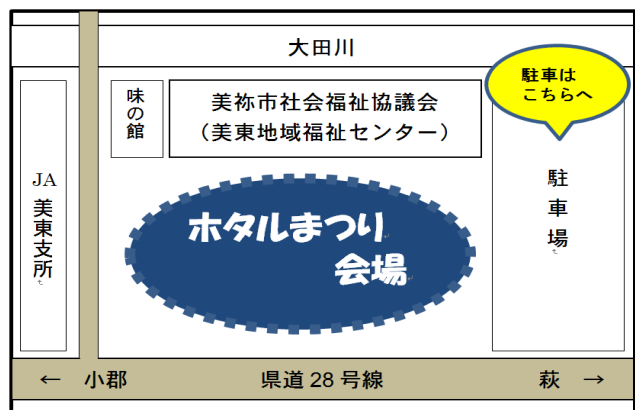 大田川
駐車は
こちらへ
味の館
美祢市社会福祉協議会
（美東地域福祉センター）
JA
美東支所
ホタルまつり
会場
駐車場
← 小郡
県道 28 号線
萩 →